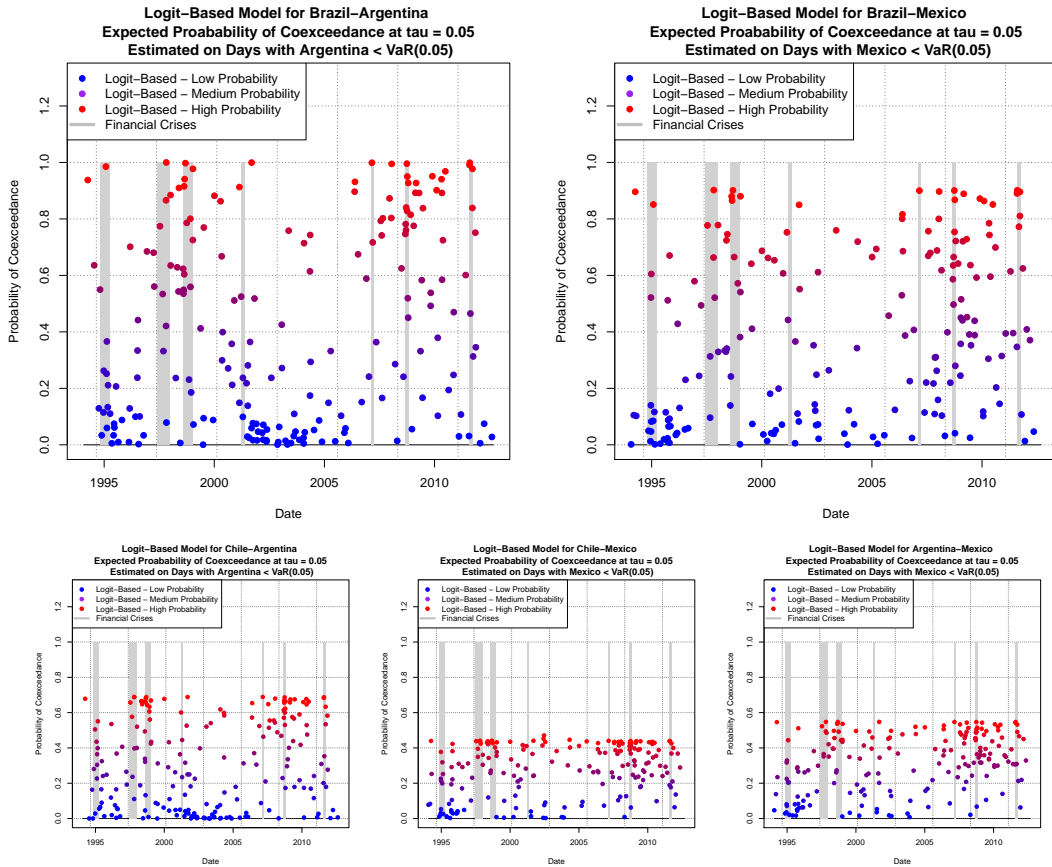 Logit−Based Model for Brazil−Argentina
Expected Proabability of Coexceedance at tau = 0.05
Estimated on Days with Argentina < VaR(0.05)
Logit−Based − Low Probability
Logit−Based − Medium Probability
Logit−Based − High Probability
Financial Crises
Probability of Coexceedance
0.0 0.2 0.4 0.6 0.8 1.0 1.2
1995 2000 2005 2010
Date
Logit−Based Model for Brazil−Mexico
Expected Proabability of Coexceedance at tau = 0.05
Estimated on Days with Mexico < VaR(0.05)
Logit−Based − Low Probability
Logit−Based − Medium Probability
Logit−Based − High Probability
Financial Crises
Probability of Coexceedance
0.0 0.2 0.4 0.6 0.8 1.0 1.2
1995 2000 2005 2010
Date
Logit−Based Model for Chile−Argentina
Expected Proabability of Coexceedance at tau = 0.05
Estimated on Days with Argentina < VaR(0.05)
Logit−Based − Low Probability
Logit−Based − Medium Probability
Logit−Based − High Probability
Financial Crises
Probability of Coexceedance
0.0 0.2 0.4 0.6 0.8 1.0 1.2
1995 2000 2005 2010
Date
Logit−Based Model for Chile−Mexico
Expected Proabability of Coexceedance at tau = 0.05
Estimated on Days with Mexico < VaR(0.05)
Logit−Based − Low Probability
Logit−Based − Medium Probability
Logit−Based − High Probability
Financial Crises
Probability of Coexceedance
0.0 0.2 0.4 0.6 0.8 1.0 1.2
1995 2000 2005 2010
Date
Logit−Based Model for Argentina−Mexico
Expected Proabability of Coexceedance at tau = 0.05
Estimated on Days with Mexico < VaR(0.05)
Logit−Based − Low Probability
Logit−Based − Medium Probability
Logit−Based − High Probability
Financial Crises
Probability of Coexceedance
0.0 0.2 0.4 0.6 0.8 1.0 1.2
1995 2000 2005 2010
Date